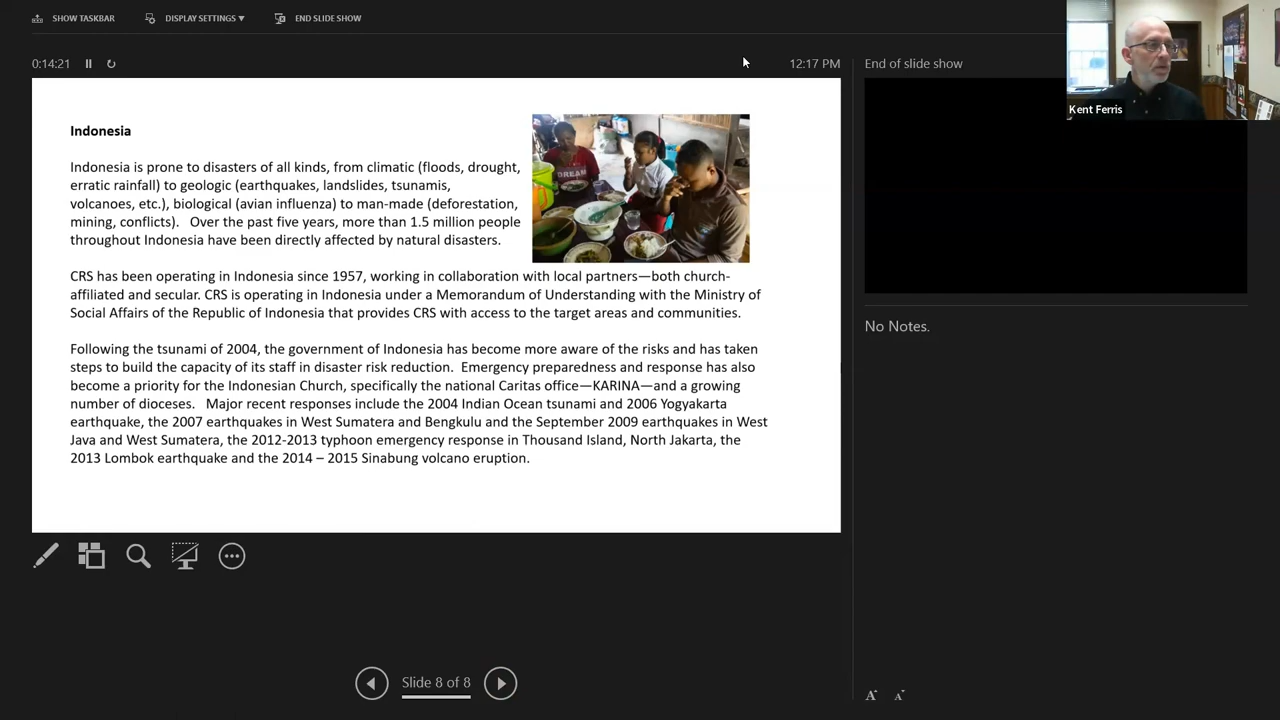 SHOW TASKBAR
DISPLAY SETTINGS ▼
END SLIDE SHOW
0:14:21
12:17 PM
End of slide show
Kent Ferris
Indonesia
Indonesia is prone to disasters of all kinds, from climatic (floods, drought,
erratic rainfall) to geologic (earthquakes, landslides, tsunamis,
volcanoes, etc.), biological (avian influenza) to man-made (deforestation,
mining, conflicts). Over the past five years, more than 1.5 million people
throughout Indonesia have been directly affected by natural disasters.
DREAM
CRS has been operating in Indonesia since 1957, working in collaboration with local partners—both church-
affiliated and secular. CRS is operating in Indonesia under a Memorandum of Understanding with the Ministry of
Social Affairs of the Republic of Indonesia that provides CRS with access to the target areas and communities.
Following the tsunami of 2004, the government of Indonesia has become more aware of the risks and has taken
steps to build the capacity of its staff in disaster risk reduction. Emergency preparedness and response has also
become a priority for the Indonesian Church, specifically the national Caritas office—KARINA—and a growing
number of dioceses. Major recent responses include the 2004 Indian Ocean tsunami and 2006 Yogyakarta
earthquake, the 2007 earthquakes in West Sumatera and Bengkulu and the September 2009 earthquakes in West
Java and West Sumatera, the 2012-2013 typhoon emergency response in Thousand Island, North Jakarta, the
2013 Lombok earthquake and the 2014 – 2015 Sinabung volcano eruption.
No Notes.
Slide 8 of 8
A A